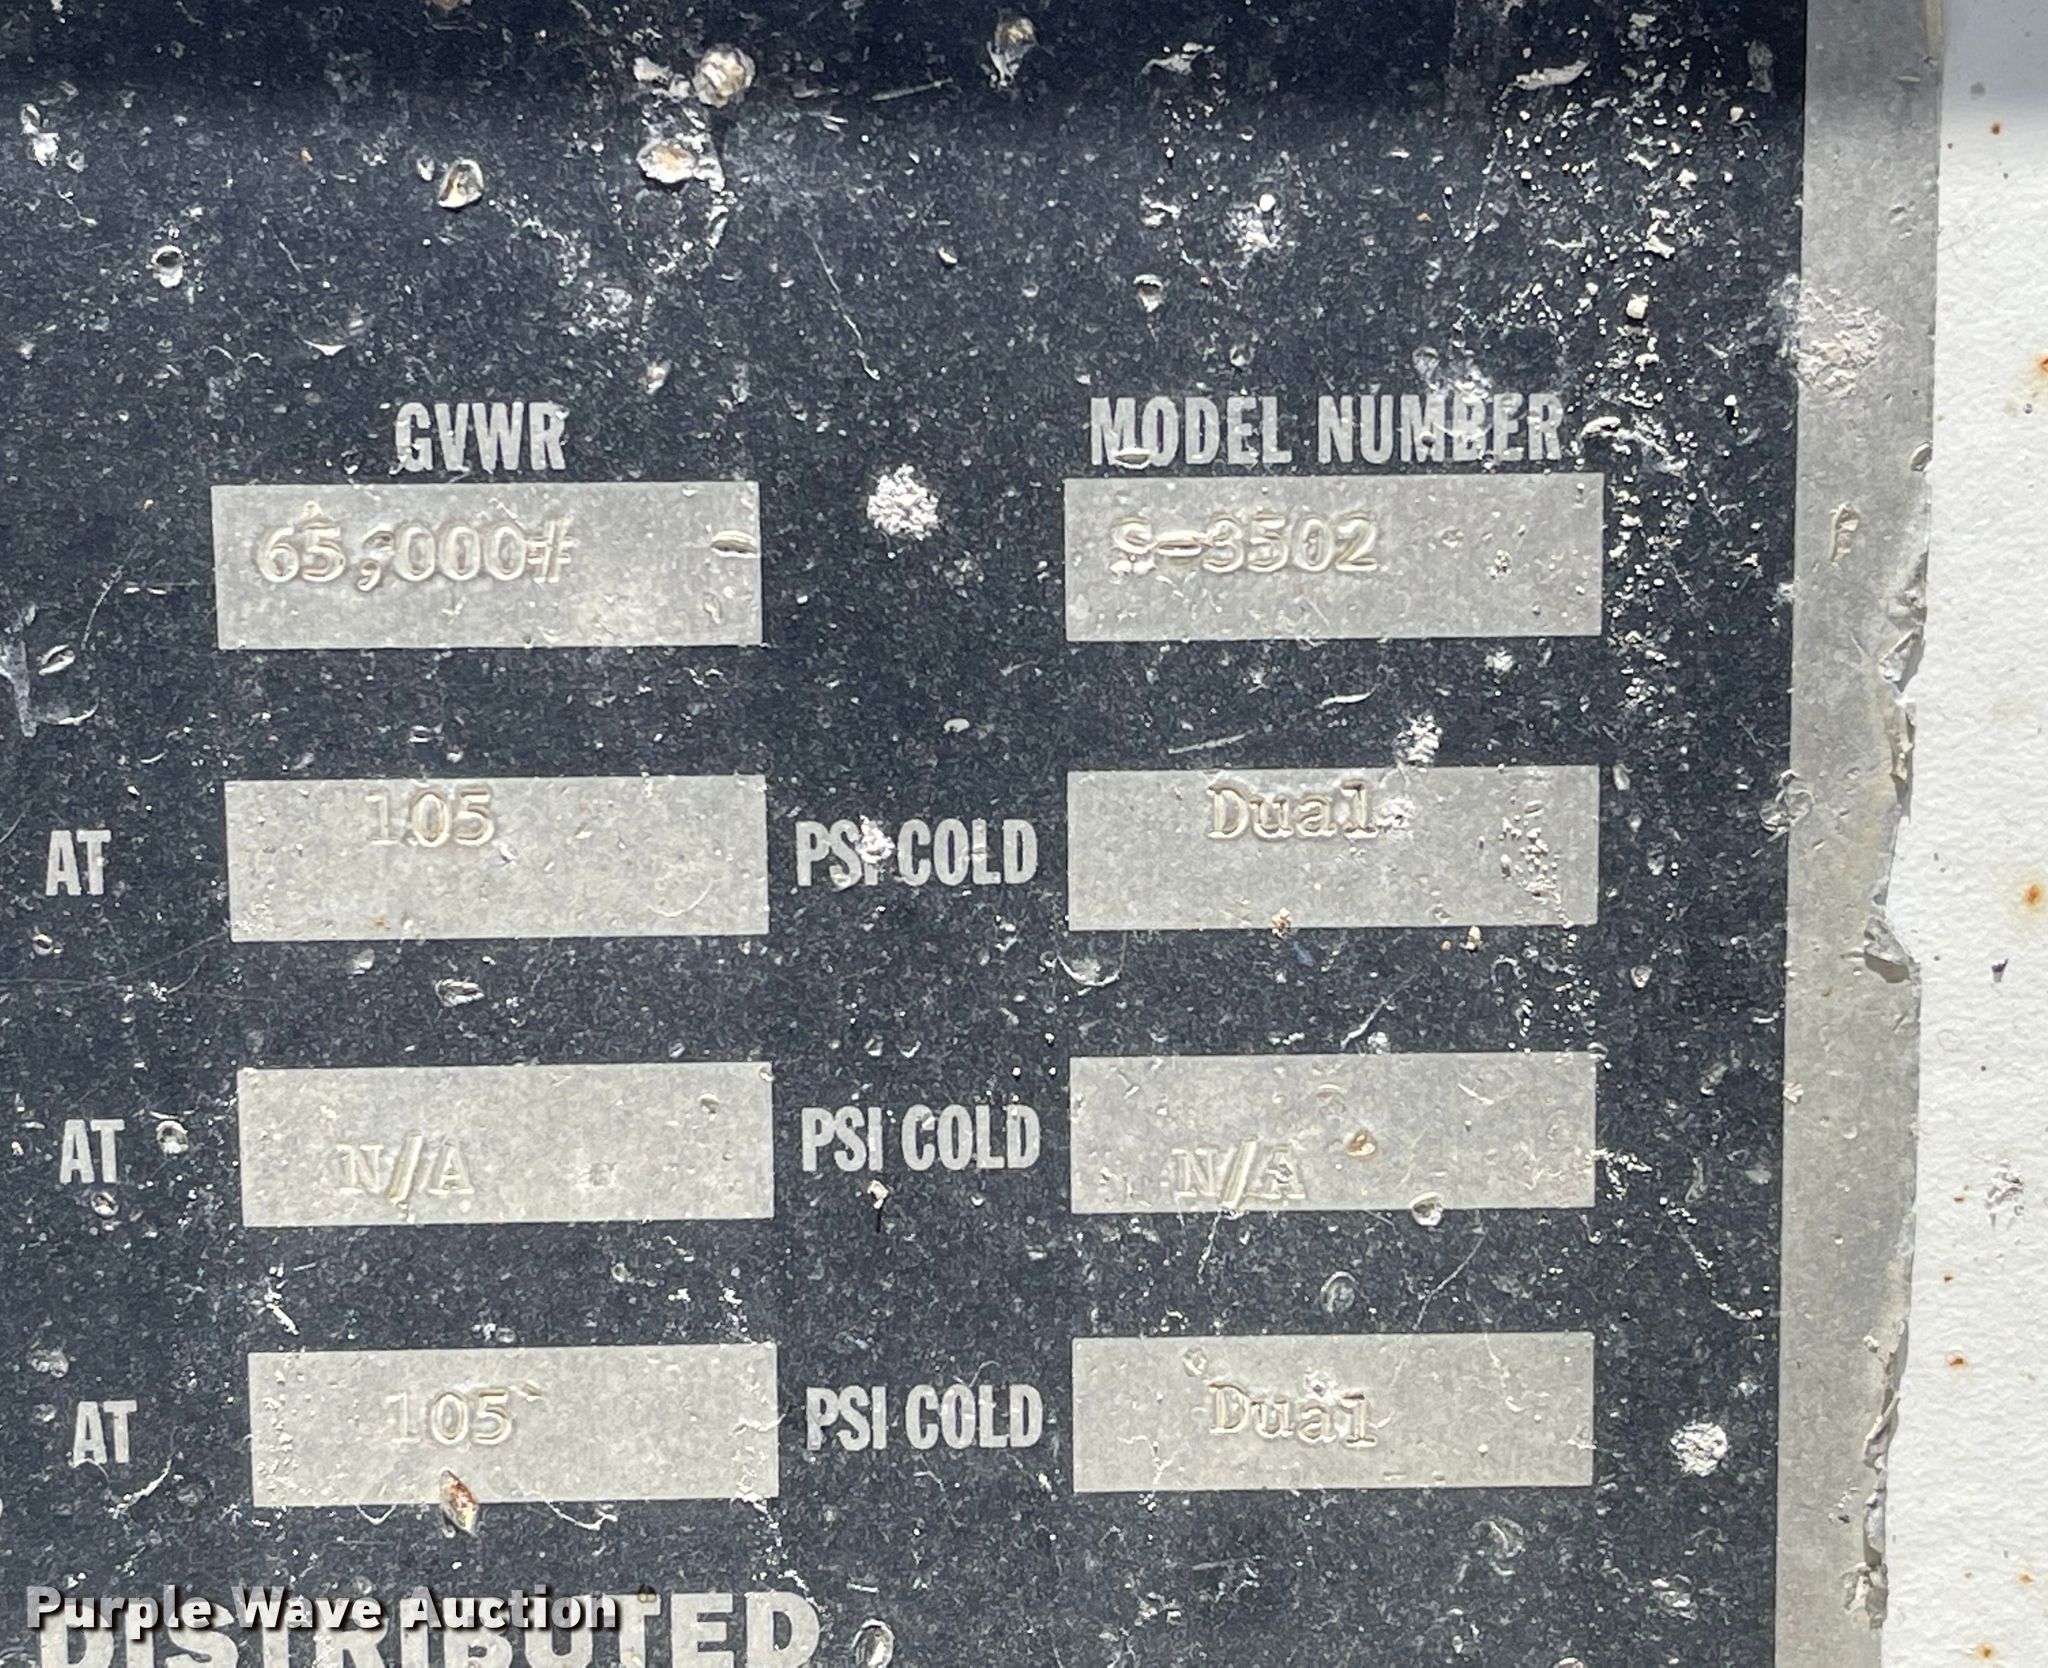 GVWR MODEL NUMBER
65,000# S-3502
105 Dual
AT PSI COLD
N/A N/A
AT PSI COLD
105 Dual
AT PSI COLD
Purple Wave Auction
DISTRIBUTED